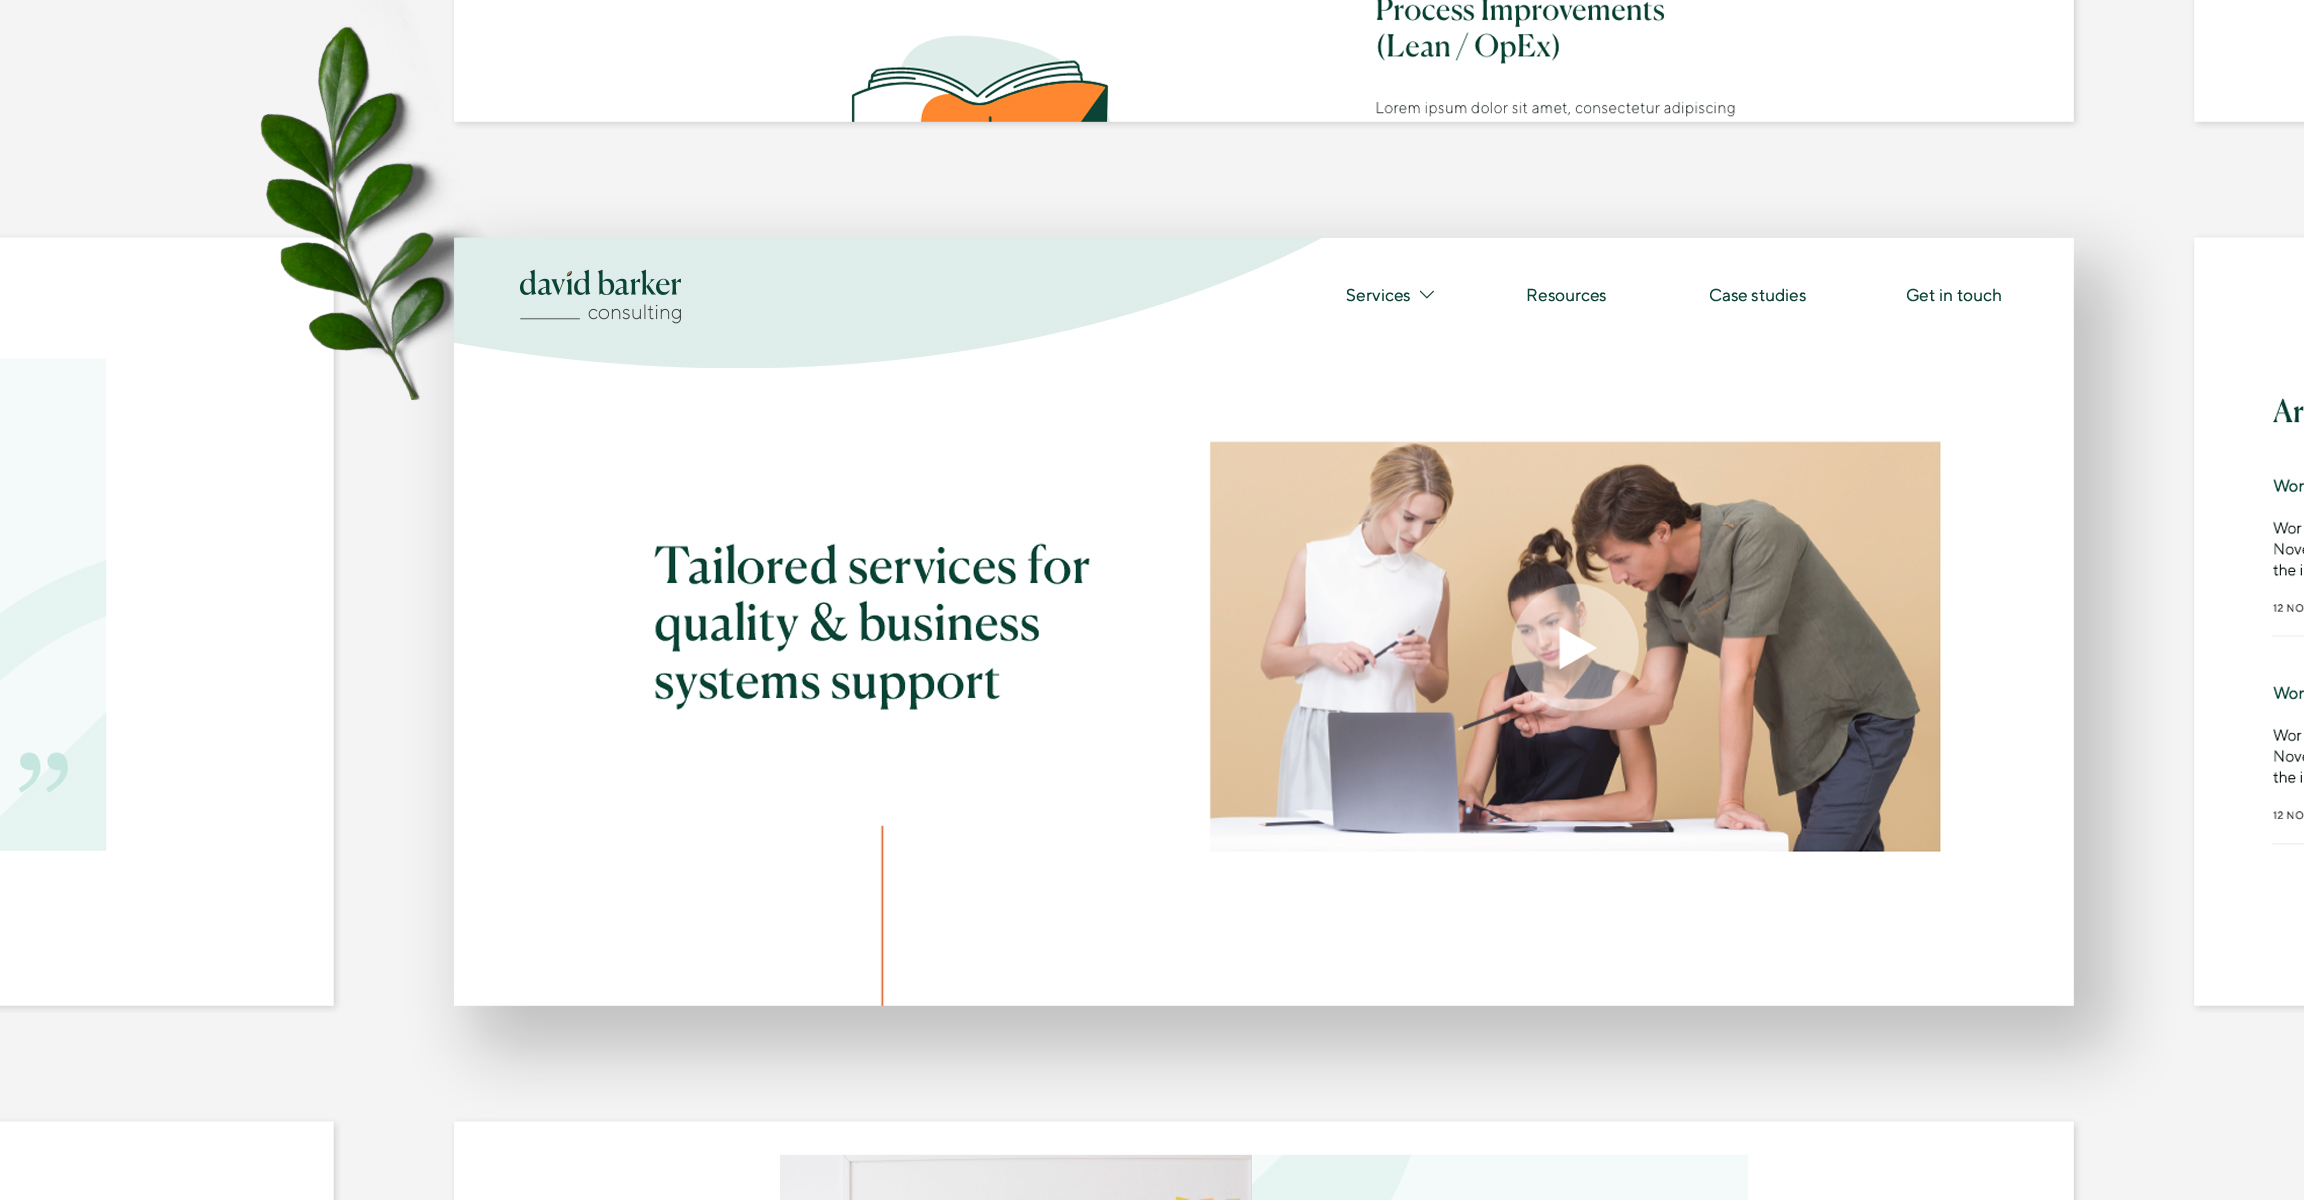 Process Improvements
(Lean / OpEx)
Lorem ipsum dolor sit amet, consectetur adipiscing
david barker
consulting
Services
Resources
Case studies
Get in touch
Tailored services for
quality & business
systems support
”
Ar
Wor
Wor
Nove
the i
12 NO
Wor
Wor
Nove
the i
12 NO